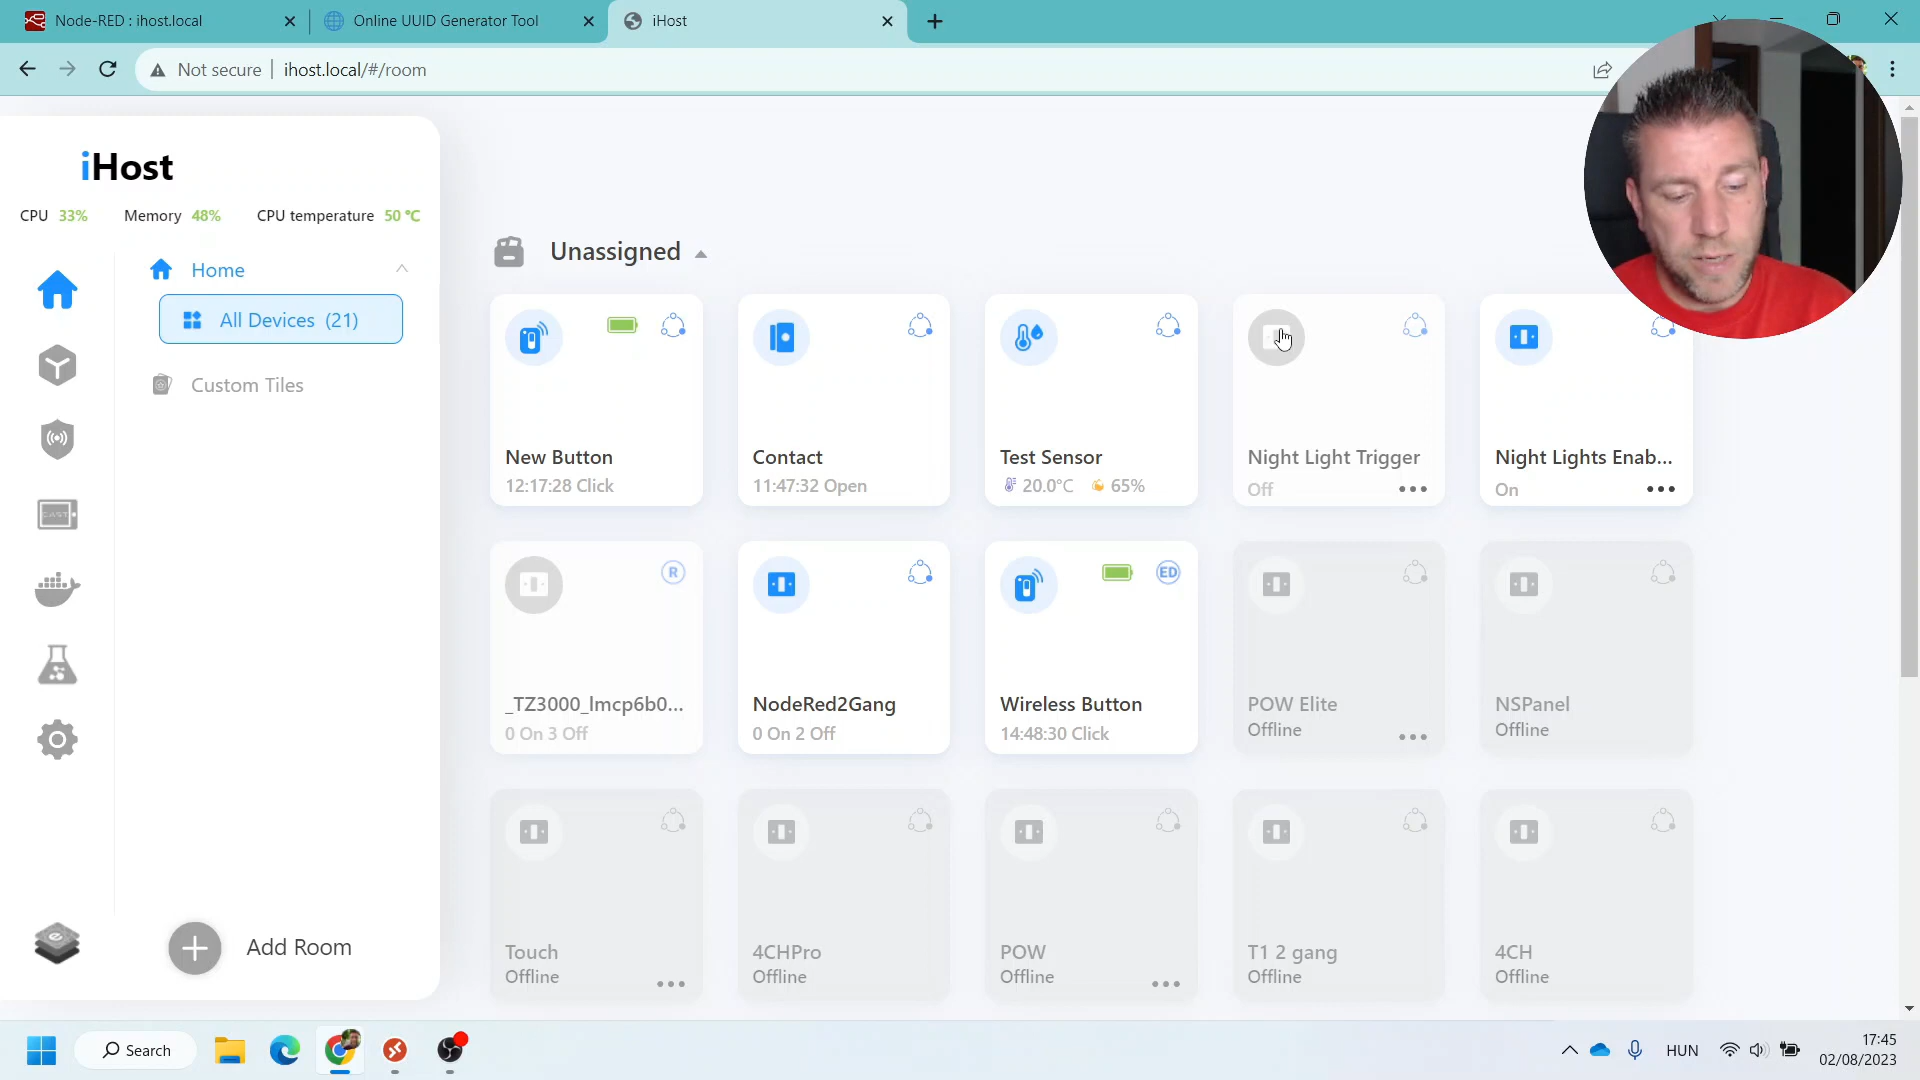 Node-RED : ihost.local
Online UUID Generator Tool
iHost
Not secure
ihost.local/#/room
iHost
CPU 33%
Memory 48%
CPU temperature 50 °C
Home
All Devices (21)
Custom Tiles
CAST
Add Room
Unassigned
New Button
12:17:28 Click
Contact
11:47:32 Open
Test Sensor
20.0°C 65%
Night Light Trigger
Off
Night Lights Enab...
On
R
_TZ3000_lmcp6b0...
0 On 3 Off
NodeRed2Gang
0 On 2 Off
ED
Wireless Button
14:48:30 Click
POW Elite
Offline
NSPanel
Offline
Touch
Offline
4CHPro
Offline
POW
Offline
T1 2 gang
Offline
4CH
Offline
Search
HUN
17:45
02/08/2023